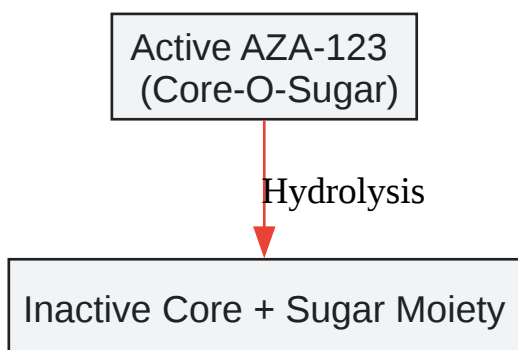 Active AZA-123
(Core-O-Sugar)
Hydrolysis
Inactive Core + Sugar Moiety